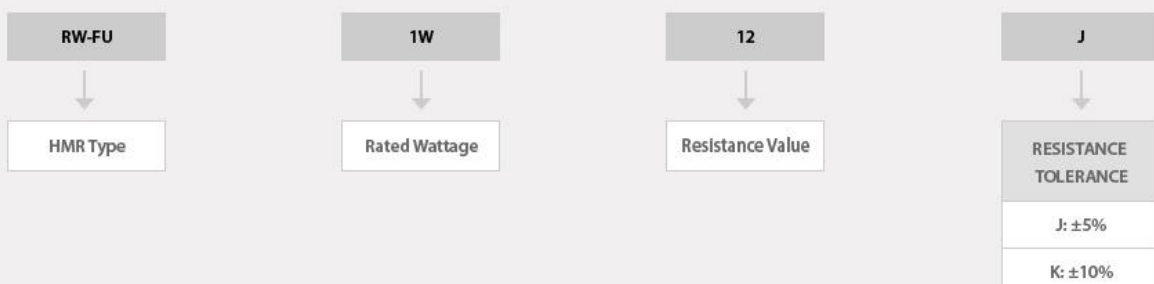 RW-FU
1W
12
J
HMR Type
Rated Wattage
Resistance Value
RESISTANCE
TOLERANCE
J: ±5%
K: ±10%